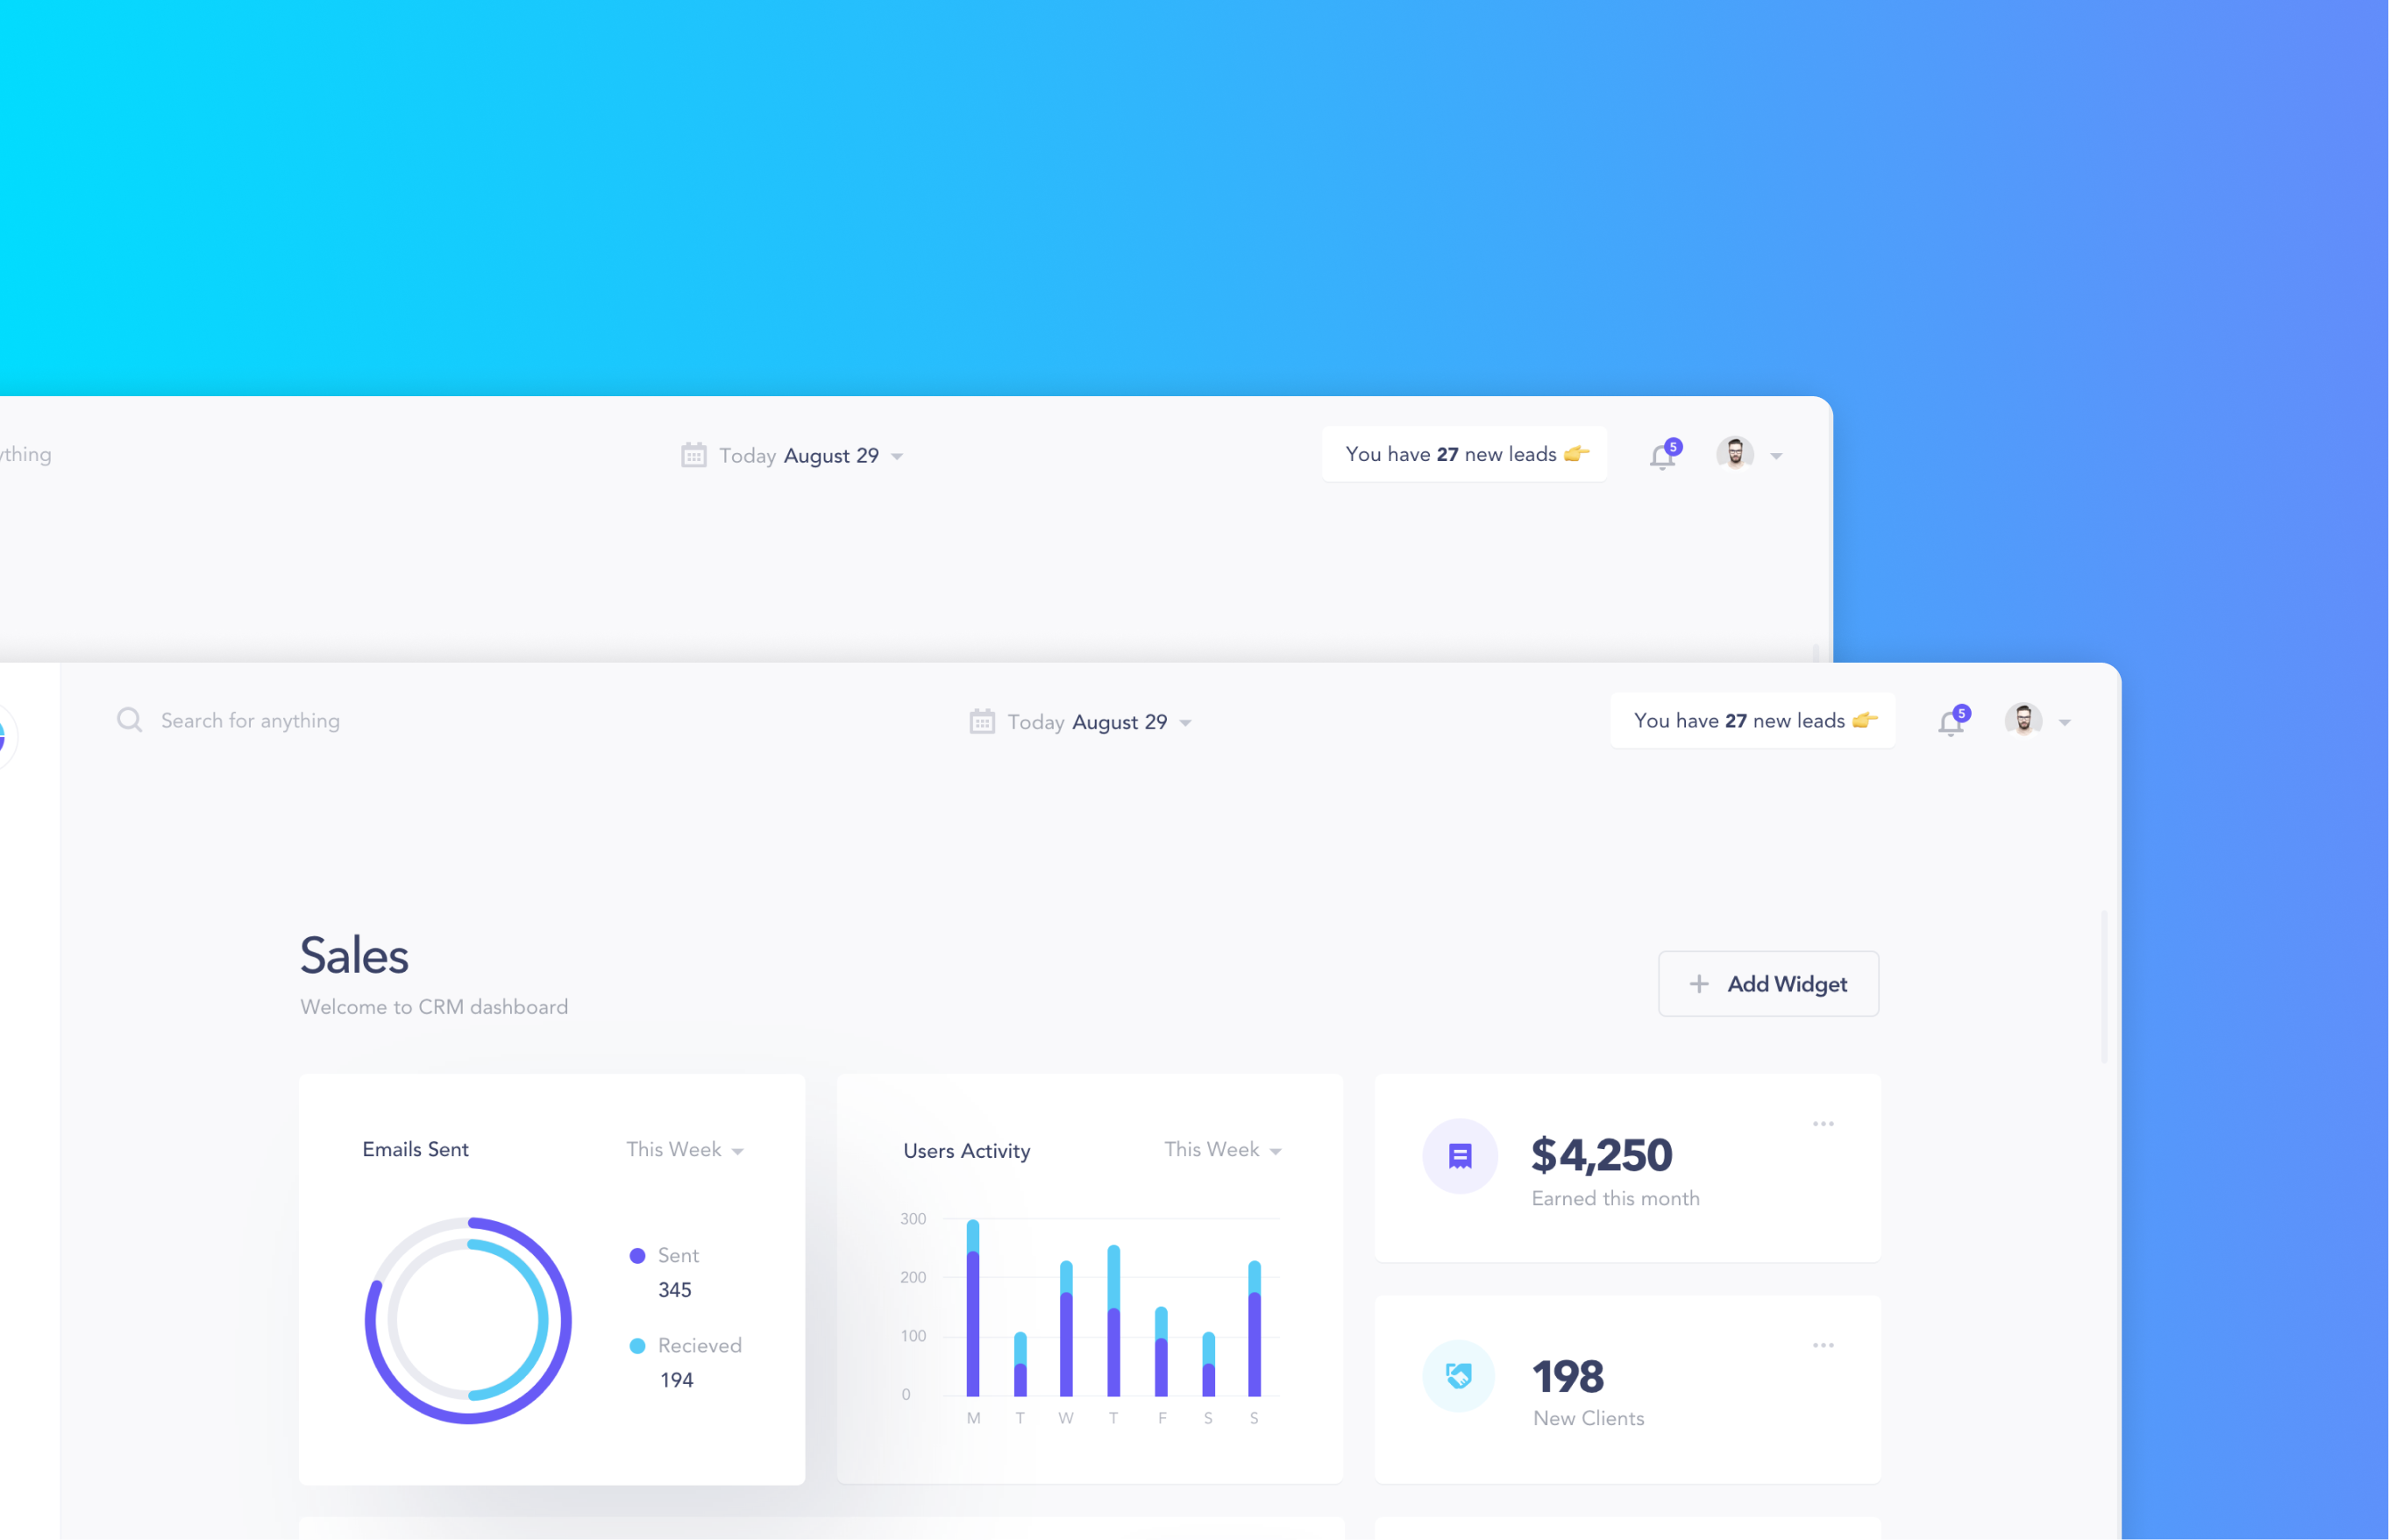 ything
Today August 29
You have 27 new leads 👉
5
Search for anything
Today August 29
You have 27 new leads 👉
5
Sales
Welcome to CRM dashboard
+ Add Widget
Emails Sent
This Week
Sent
345
Recieved
194
Users Activity
This Week
300
200
100
0
M T W T F S S
$4,250
Earned this month
198
New Clients